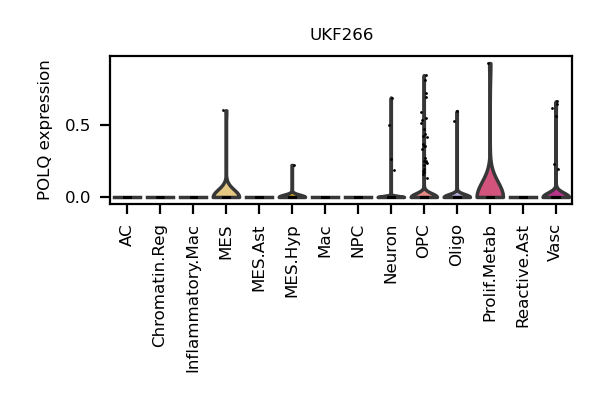 UKF266
POLQ expression
0.5
0.0
AC
Chromatin.Reg
Inflammatory.Mac
MES
MES.Ast
MES.Hyp
Mac
NPC
Neuron
OPC
Oligo
Prolif.Metab
Reactive.Ast
Vasc